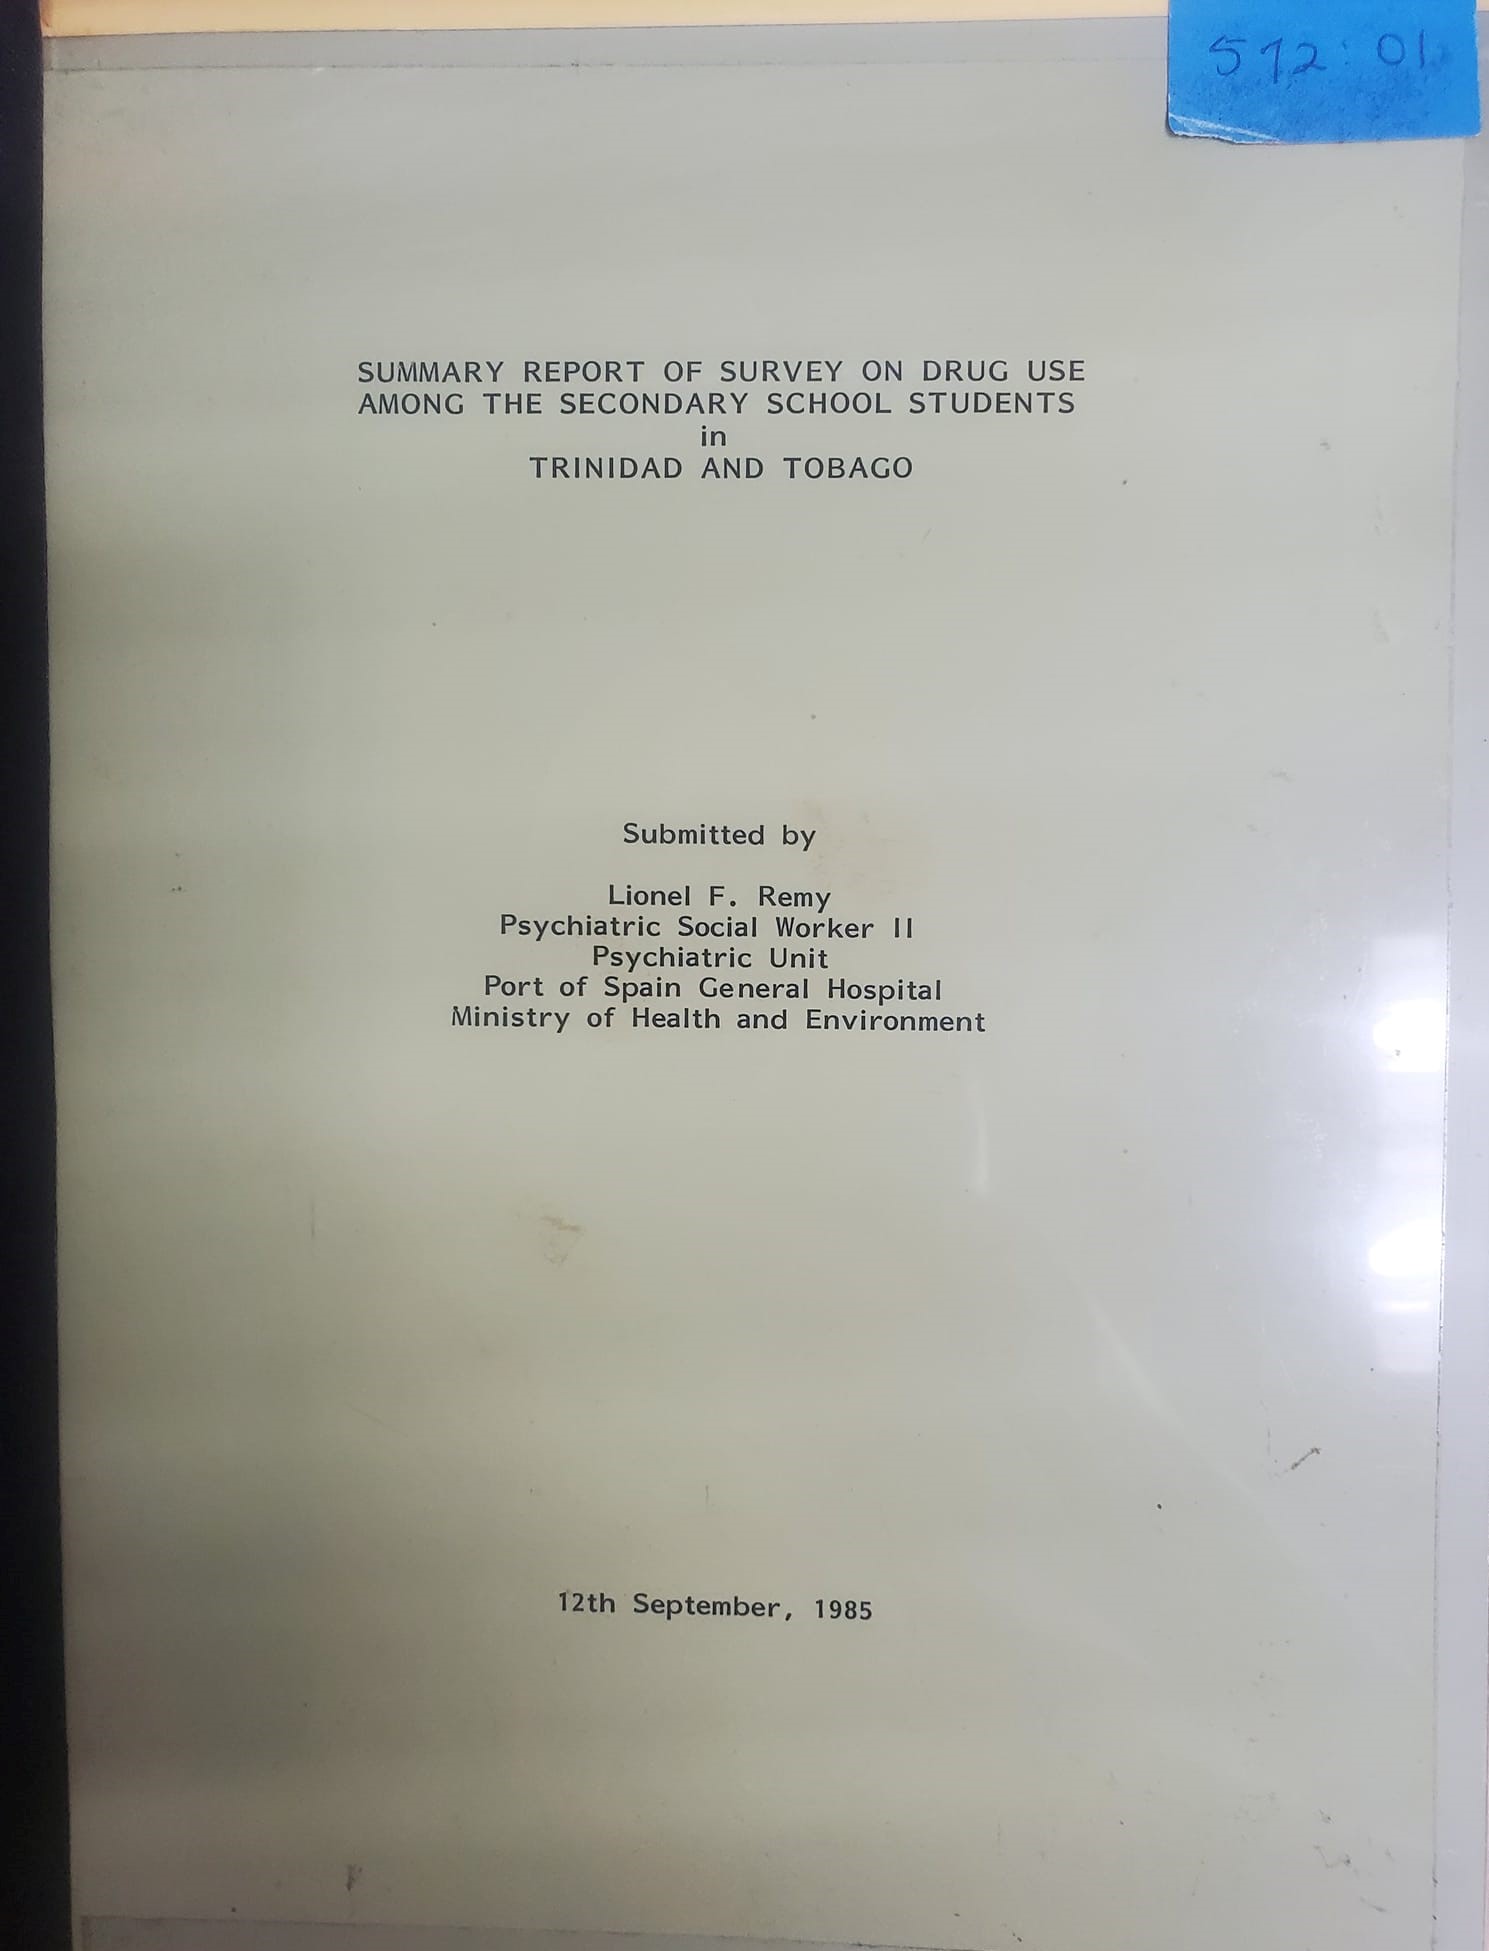 572:01
SUMMARY REPORT OF SURVEY ON DRUG USE
AMONG THE SECONDARY SCHOOL STUDENTS
in
TRINIDAD AND TOBAGO
Submitted by
Lionel F. Remy
Psychiatric Social Worker II
Psychiatric Unit
Port of Spain General Hospital
Ministry of Health and Environment
12th September, 1985